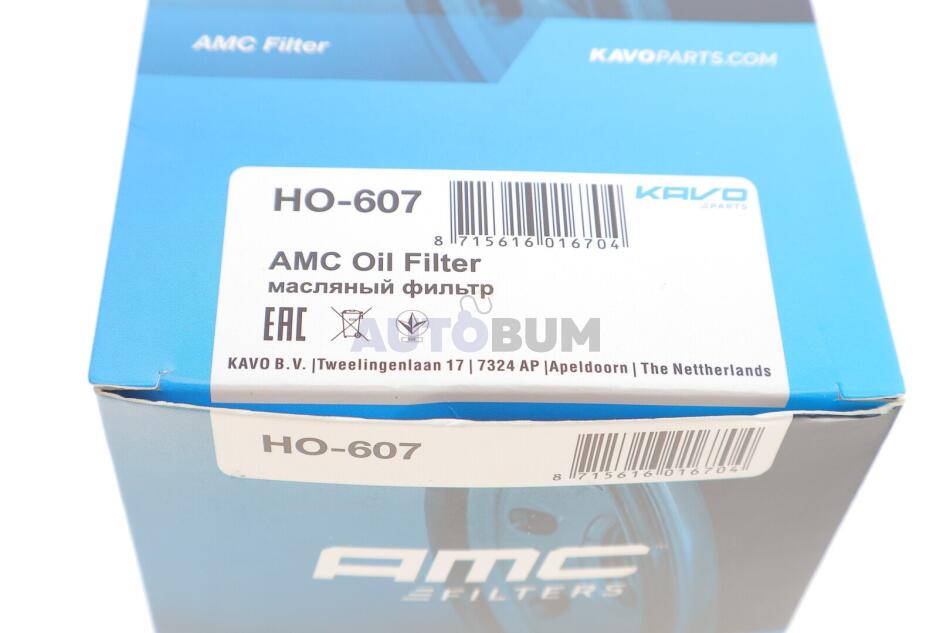 AMC Filter
KAVOPARTS.COM
HO-607
8 715616 016704
KAVO
PARTS
AMC Oil Filter
масляный фильтр
EAC
AUTOBUM
KAVO B.V. |Tweelingenlaan 17 | 7324 AP |Apeldoorn | The Nettherlands
HO-607
8 715616 016704
AMC
FILTERS